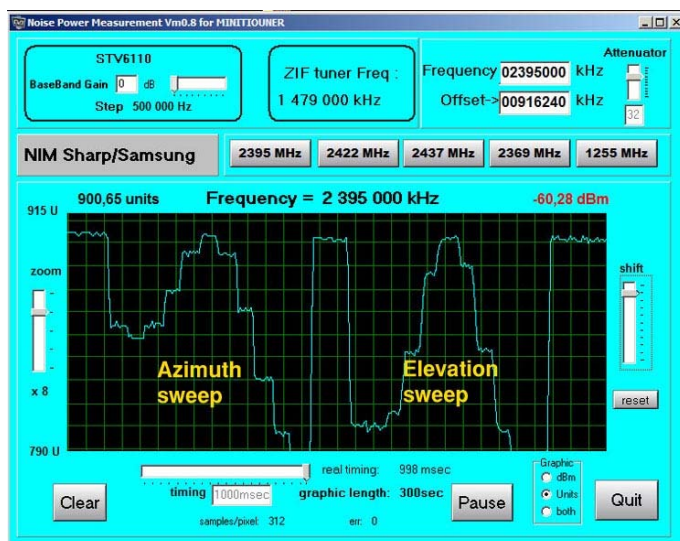 Noise Power Measurement Vm0.8 for MINITIOUNER
STV6110
BaseBand Gain 0 dB
Step 500 000 Hz
ZIF tuner Freq :
1 479 000 kHz
Frequency 02395000 kHz
Offset-> 00916240 kHz
Attenuator
32
NIM Sharp/Samsung
2395 MHz 2422 MHz 2437 MHz 2369 MHz 1255 MHz
915 U 900,65 units Frequency = 2 395 000 kHz -60,28 dBm
zoom
x 8
790 U
Azimuth
sweep
Elevation
sweep
shift
reset
real timing: 998 msec
timing 1000msec graphic length: 300sec
samples/pixel: 312 err: 0
Clear
Pause
Graphic
dBm
Units
both
Quit